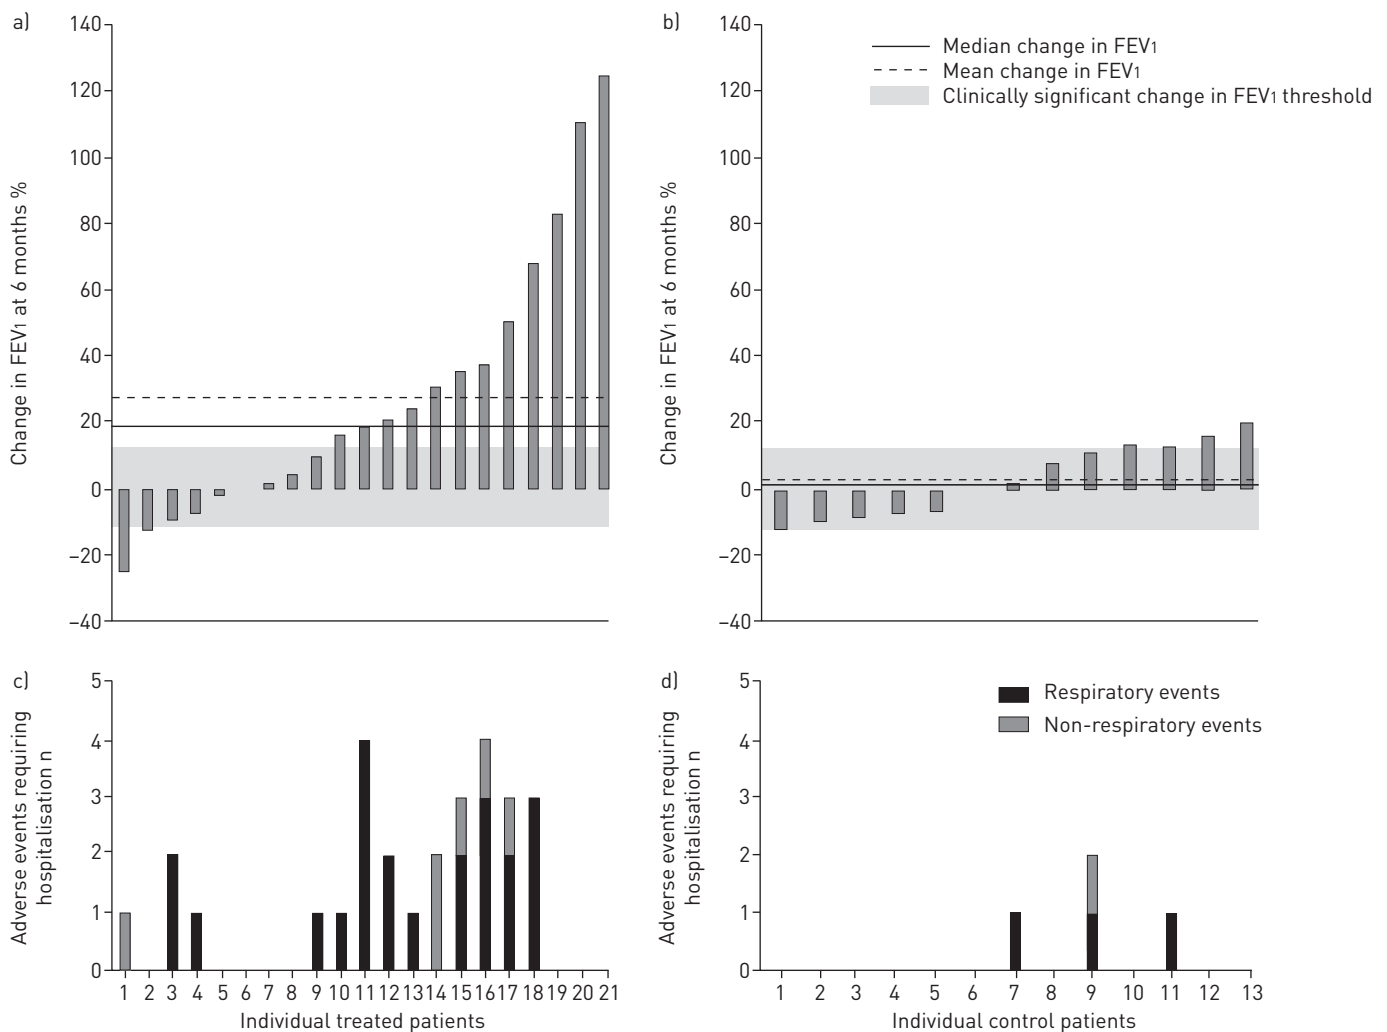 a)
140
120
100
80
60
40
20
0
–20
–40
Change in FEV1 at 6 months %
b)
140
120
100
80
60
40
20
0
–20
–40
Change in FEV1 at 6 months %
Median change in FEV1
Mean change in FEV1
Clinically significant change in FEV1 threshold
c)
5
4
3
2
1
0
Adverse events requiring
hospitalisation n
1 2 3 4 5 6 7 8 9 10 11 12 13 14 15 16 17 18 19 20 21
Individual treated patients
d)
5
4
3
2
1
0
Adverse events requiring
hospitalisation n
Respiratory events
Non-respiratory events
1 2 3 4 5 6 7 8 9 10 11 12 13
Individual control patients